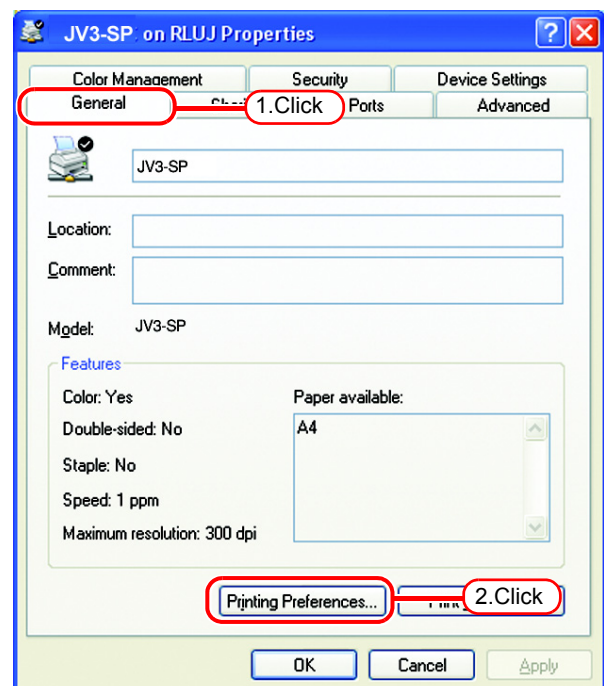 JV3-SP on RLUJ Properties
Color Management Security Device Settings
General 1.Click Ports Advanced
JV3-SP
Location:
Comment:
Model: JV3-SP
Features
Color: Yes
Double-sided: No
Staple: No
Speed: 1 ppm
Maximum resolution: 300 dpi
Paper available:
A4
Printing Preferences... 2.Click
OK Cancel Apply